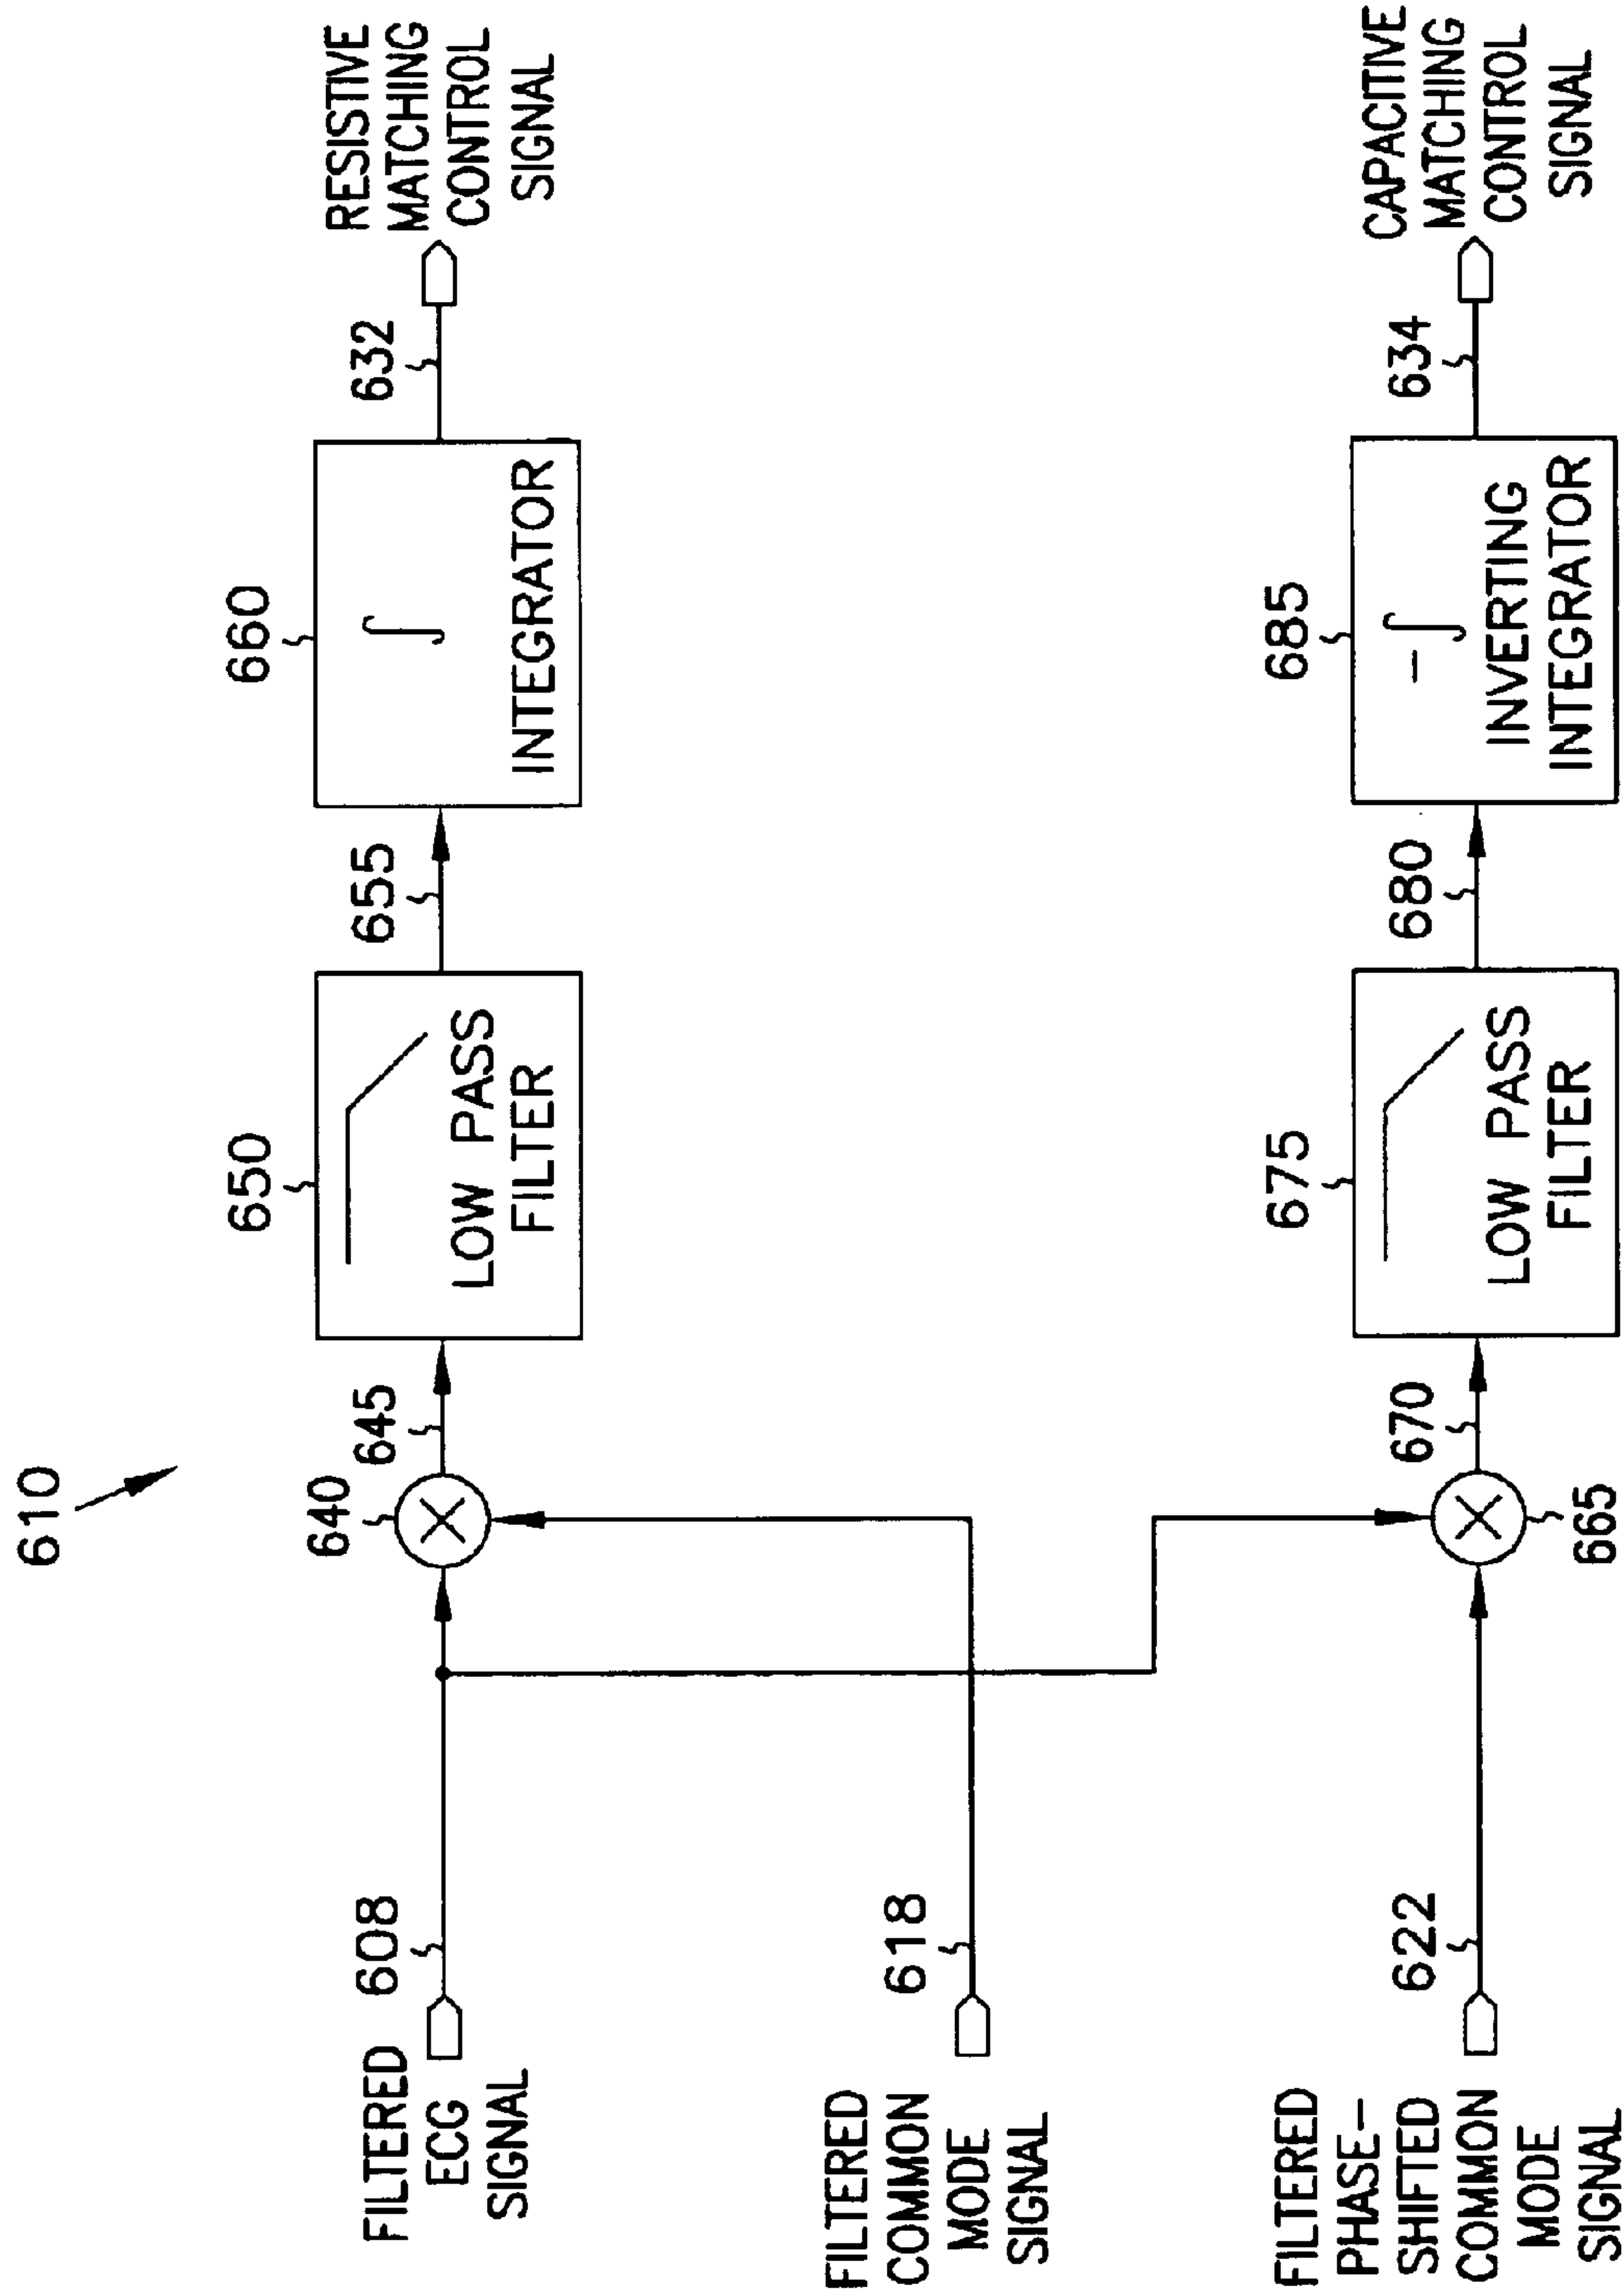 610
FILTERED
ECG
SIGNAL
608
640
645
650
LOW PASS
FILTER
655
660
∫
INTEGRATOR
632
RESISTIVE
MATCHING
CONTROL
SIGNAL
FILTERED
COMMON
MODE
SIGNAL
618
FILTERED
PHASE-
SHIFTED
COMMON
MODE
SIGNAL
622
665
670
675
LOW PASS
FILTER
680
685
- ∫
INVERTING
INTEGRATOR
634
CAPACITIVE
MATCHING
CONTROL
SIGNAL